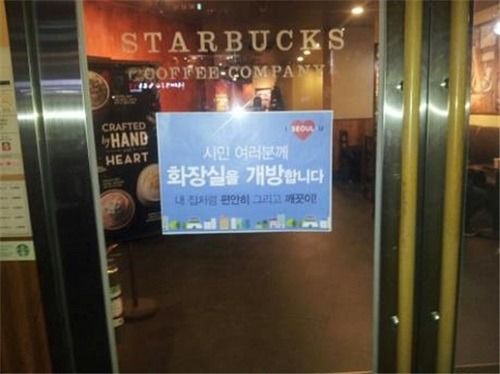 STARBUCKS
COFFEE COMPANY
CRAFTED
by HAND
and
HEART
SEOUL
시민 여러분께
화장실을 개방합니다
내 집처럼 편안히 그리고 깨끗이!